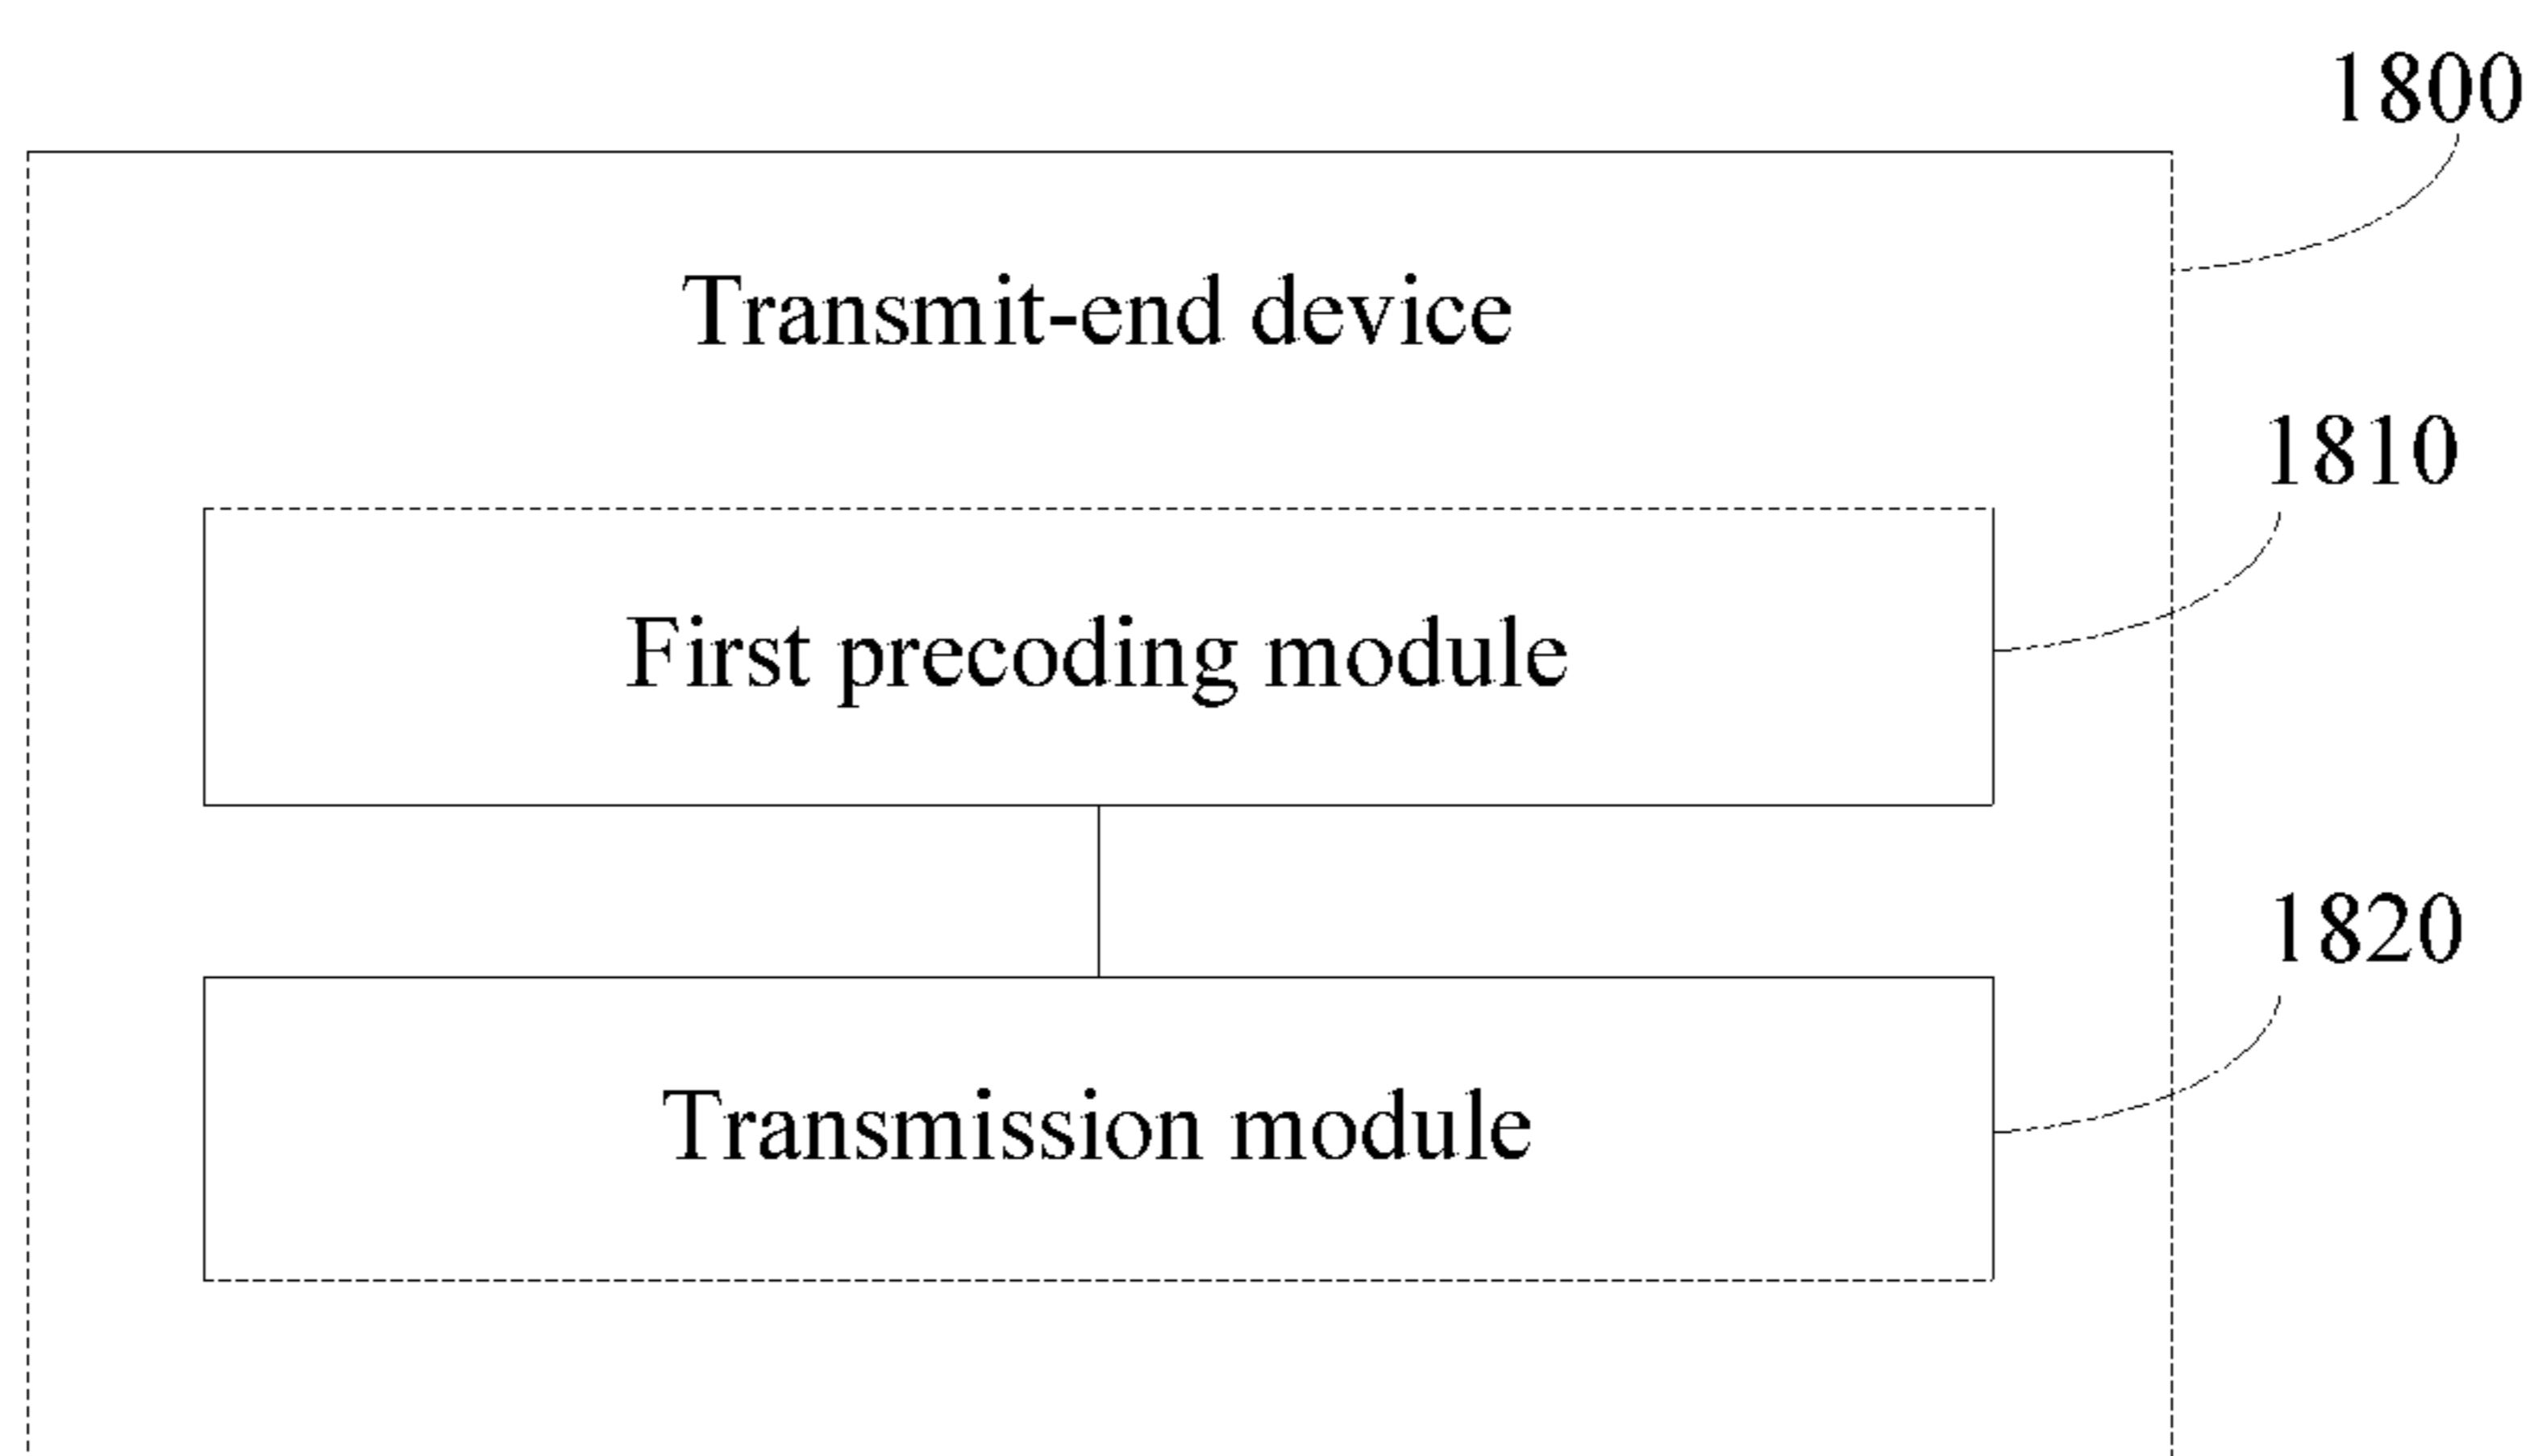 1800
Transmit-end device
1810
First precoding module
1820
Transmission module